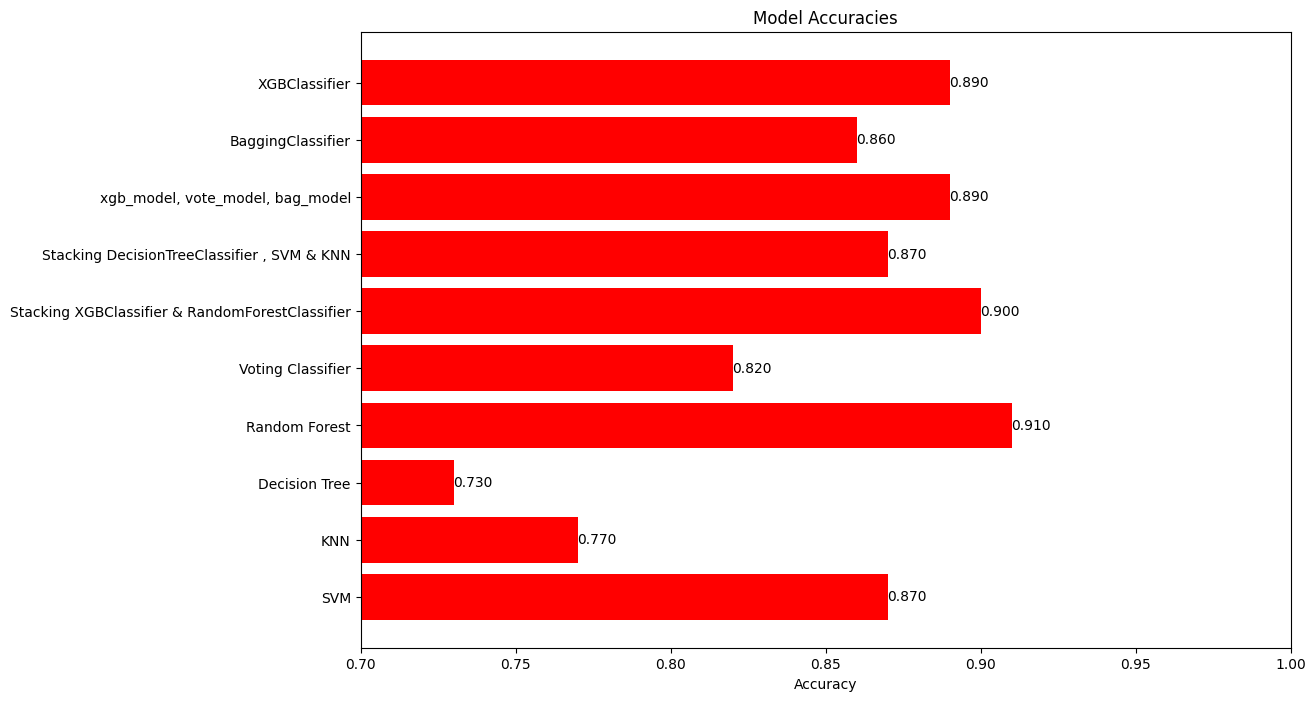 Model Accuracies
XGBClassifier 0.890
BaggingClassifier 0.860
xgb_model, vote_model, bag_model 0.890
Stacking DecisionTreeClassifier , SVM & KNN 0.870
Stacking XGBClassifier & RandomForestClassifier 0.900
Voting Classifier 0.820
Random Forest 0.910
Decision Tree 0.730
KNN 0.770
SVM 0.870
0.70 0.75 0.80 0.85 0.90 0.95 1.00
Accuracy